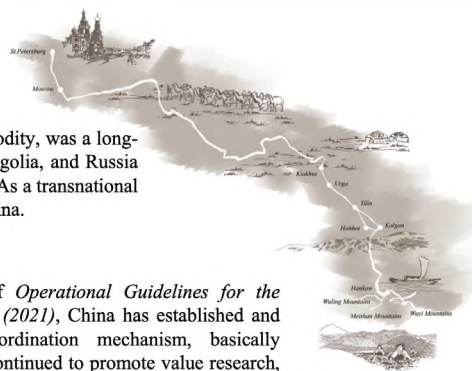 St.Petersburg
Moscow
odity, was a long-
ngolia, and Russia
As a transnational
ina.
Kiakhta
Urga
Yilin
Hohhot
Kalgan
Hankou
Wuling Mountains
Meishan Mountains
Wuyi Mountains
f Operational Guidelines for the
(2021), China has established and
ordination mechanism, basically
ontinued to promote value research,